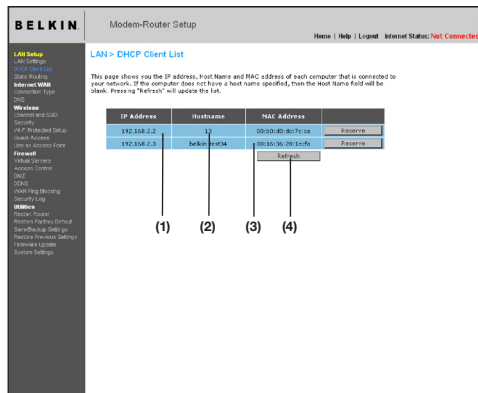 BELKIN.
Modem-Router Setup
Home | Help | Logout Internet Status: Not Connected
LAN Setup
LAN Settings
DHCP Client List
Static Routing
Internet WAN
Connection Type
DNS
Wireless
Channel and SSID
Security
Wi-Fi Protected Setup
Guest Access
Use as Access Point
Firewall
Virtual Servers
Access Control
DMZ
DDNS
WAN Ping Blocking
Security Log
Utilities
Restart Router
Restore Factory Default
Save/Backup Settings
Restore Previous Settings
Firmware Update
System Settings
LAN > DHCP Client List
This page shows you the IP address, Host Name and MAC address of each computer that is connected to
your network. If the computer does not have a host name specified, then the Host Name field will be
blank. Pressing "Refresh" will update the list.
IP Address Hostname MAC Address
192.168.2.2 Reserve
192.168.2.3 Reserve
Refresh
(1) (2) (3) (4)